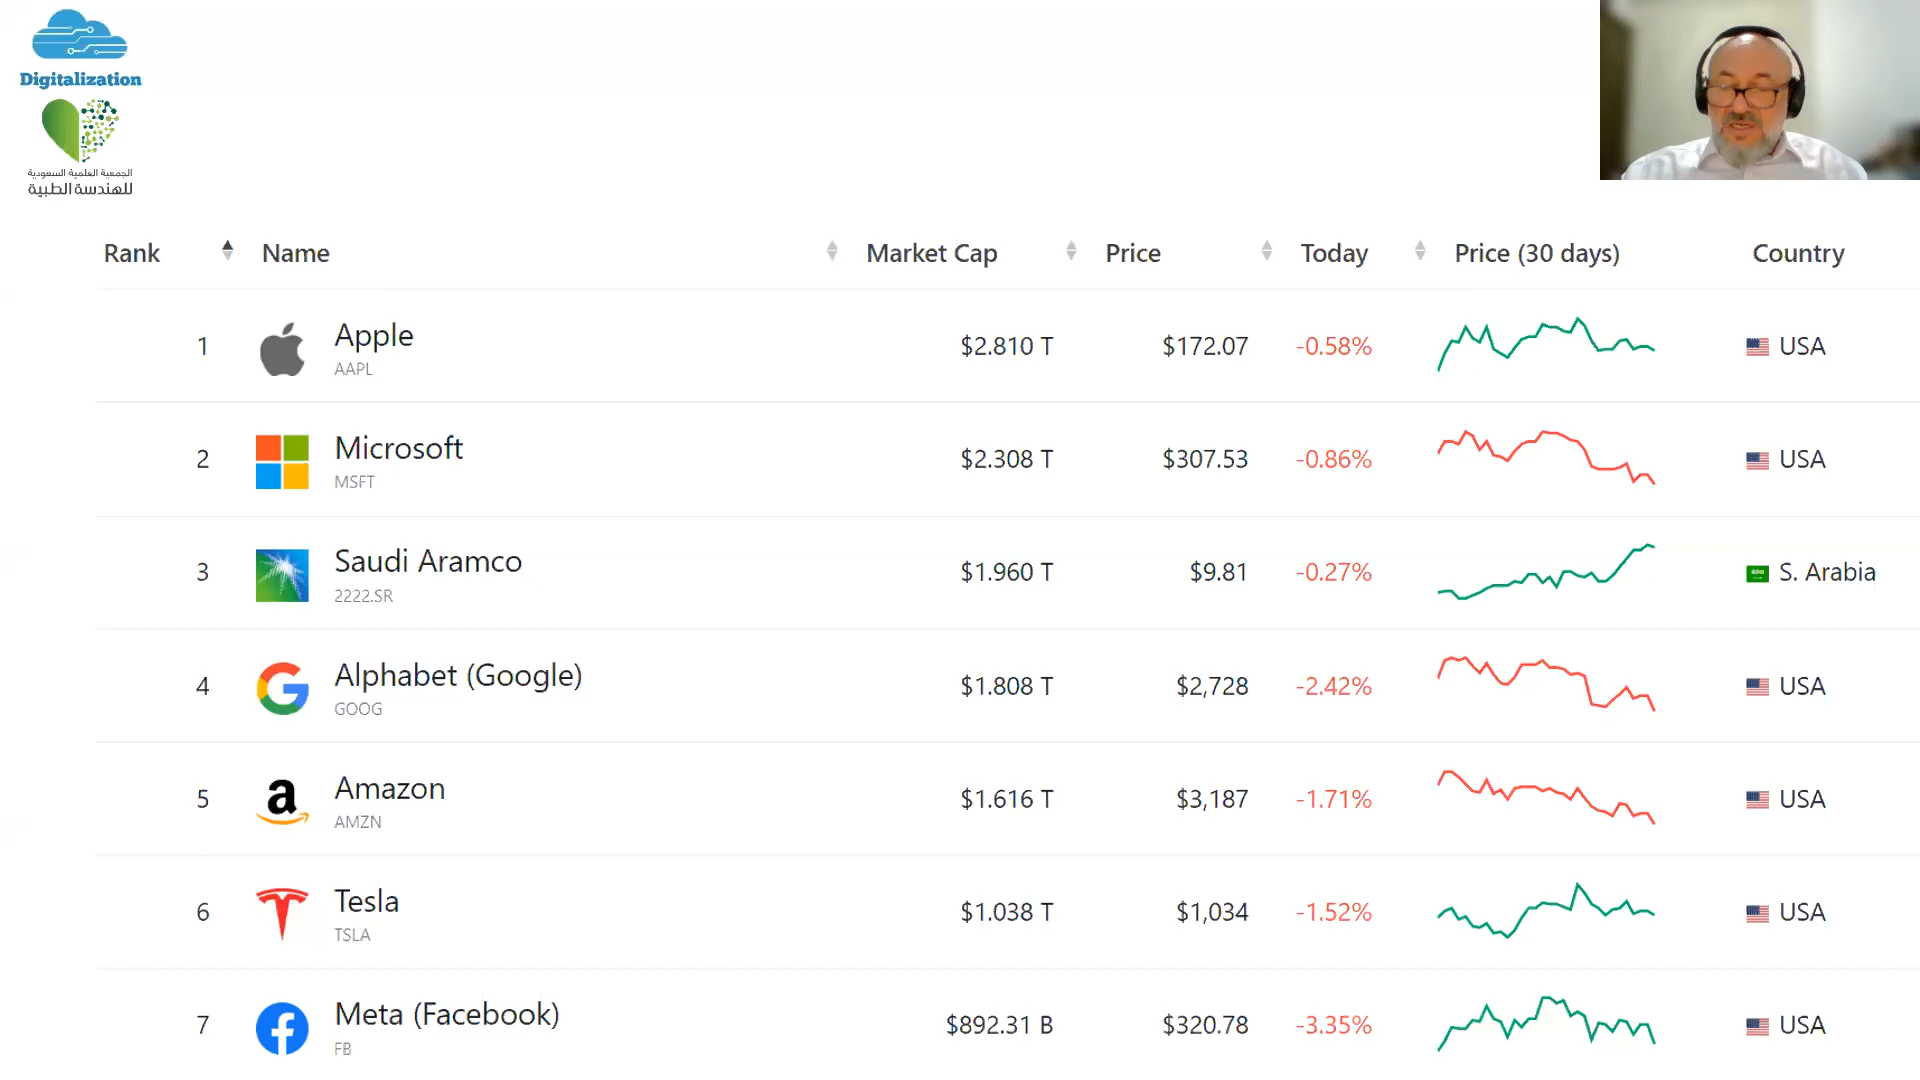 Digitalization
الجمعية العلمية السعودية
للهندسة الطبية
Rank Name Market Cap Price Today Price (30 days) Country
1 Apple $2.810 T $172.07 -0.58% USA
AAPL
2 Microsoft $2.308 T $307.53 -0.86% USA
MSFT
3 Saudi Aramco $1.960 T $9.81 -0.27% S. Arabia
2222.SR
4 Alphabet (Google) $1.808 T $2,728 -2.42% USA
GOOG
5 Amazon $1.616 T $3,187 -1.71% USA
AMZN
6 Tesla $1.038 T $1,034 -1.52% USA
TSLA
7 Meta (Facebook) $892.31 B $320.78 -3.35% USA
FB